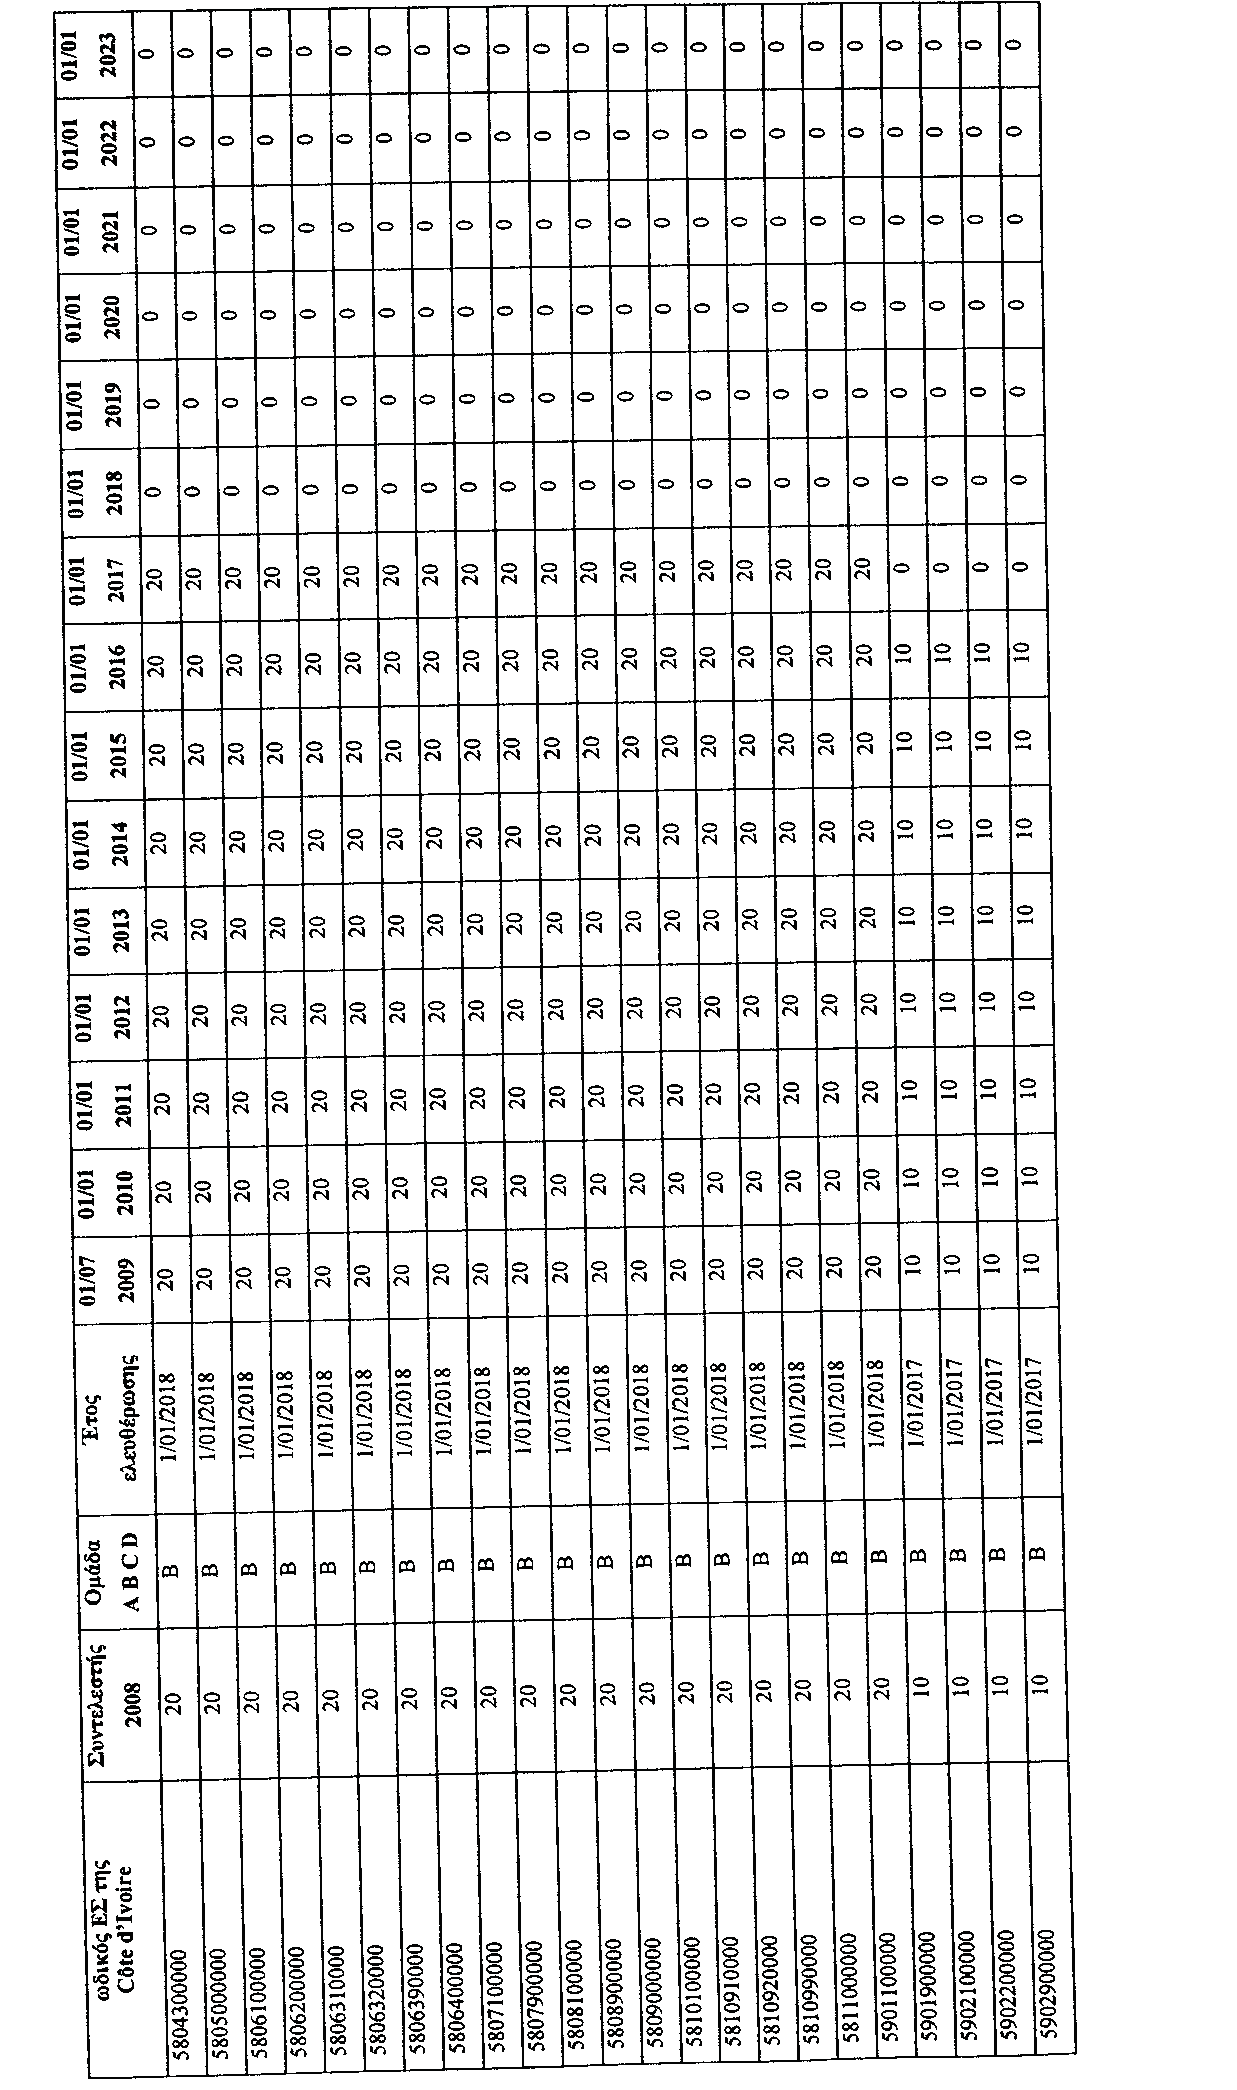 ωδικός ΕΣ της Côte d'Ivoire Συντελεστής 2008 Ομάδα A B C D Έτος ελευθέρωσης 01/07 2009 01/01 2010 01/01 2011 01/01 2012 01/01 2013 01/01 2014 01/01 2015 01/01 2016 01/01 2017 01/01 2018 01/01 2019 01/01 2020 01/01 2021 01/01 2022 01/01 2023
5804300000 20 B 1/01/2018 20 20 20 20 20 20 20 20 20 0 0 0 0 0 0
5805000000 20 B 1/01/2018 20 20 20 20 20 20 20 20 20 0 0 0 0 0 0
5806100000 20 B 1/01/2018 20 20 20 20 20 20 20 20 20 0 0 0 0 0 0
5806200000 20 B 1/01/2018 20 20 20 20 20 20 20 20 20 0 0 0 0 0 0
5806310000 20 B 1/01/2018 20 20 20 20 20 20 20 20 20 0 0 0 0 0 0
5806320000 20 B 1/01/2018 20 20 20 20 20 20 20 20 20 0 0 0 0 0 0
5806390000 20 B 1/01/2018 20 20 20 20 20 20 20 20 20 0 0 0 0 0 0
5806400000 20 B 1/01/2018 20 20 20 20 20 20 20 20 20 0 0 0 0 0 0
5807100000 20 B 1/01/2018 20 20 20 20 20 20 20 20 20 0 0 0 0 0 0
5807900000 20 B 1/01/2018 20 20 20 20 20 20 20 20 20 0 0 0 0 0 0
5808100000 20 B 1/01/2018 20 20 20 20 20 20 20 20 20 0 0 0 0 0 0
5808900000 20 B 1/01/2018 20 20 20 20 20 20 20 20 20 0 0 0 0 0 0
5809000000 20 B 1/01/2018 20 20 20 20 20 20 20 20 20 0 0 0 0 0 0
5810100000 20 B 1/01/2018 20 20 20 20 20 20 20 20 20 0 0 0 0 0 0
5810910000 20 B 1/01/2018 20 20 20 20 20 20 20 20 20 0 0 0 0 0 0
5810920000 20 B 1/01/2018 20 20 20 20 20 20 20 20 20 0 0 0 0 0 0
5810990000 20 B 1/01/2018 20 20 20 20 20 20 20 20 20 0 0 0 0 0 0
5811000000 20 B 1/01/2018 20 20 20 20 20 20 20 20 20 0 0 0 0 0 0
5901100000 20 B 1/01/2018 20 20 20 20 20 20 20 20 20 0 0 0 0 0 0
5901900000 10 B 1/01/2017 10 10 10 10 10 10 10 10 0 0 0 0 0 0 0
5902100000 10 B 1/01/2017 10 10 10 10 10 10 10 10 0 0 0 0 0 0 0
5902200000 10 B 1/01/2017 10 10 10 10 10 10 10 10 0 0 0 0 0 0 0
5902900000 10 B 1/01/2017 10 10 10 10 10 10 10 10 0 0 0 0 0 0 0